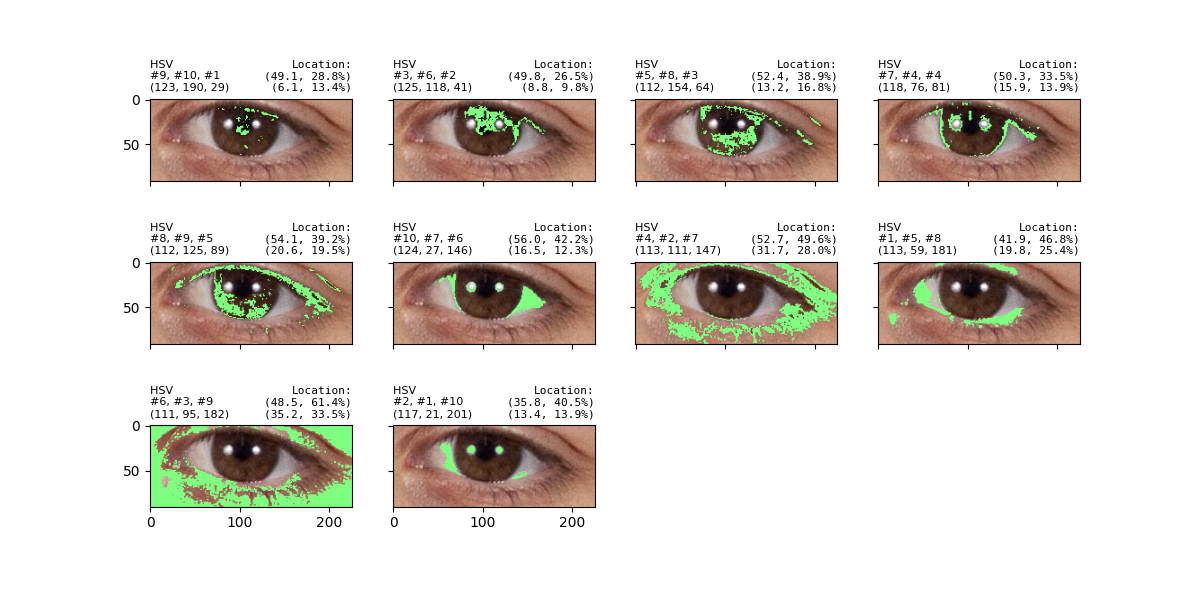 HSV Location:
#9, #10, #1 (49.1, 28.8%)
(123, 190, 29) (6.1, 13.4%)
HSV Location:
#3, #6, #2 (49.8, 26.5%)
(125, 118, 41) (8.8, 9.8%)
HSV Location:
#5, #8, #3 (52.4, 38.9%)
(112, 154, 64) (13.2, 16.8%)
HSV Location:
#7, #4, #4 (50.3, 33.5%)
(118, 76, 81) (15.9, 13.9%)
0
50
HSV Location:
#8, #9, #5 (54.1, 39.2%)
(112, 125, 89) (20.6, 19.5%)
HSV Location:
#10, #7, #6 (56.0, 42.2%)
(124, 27, 146) (16.5, 12.3%)
HSV Location:
#4, #2, #7 (52.7, 49.6%)
(113, 111, 147) (31.7, 28.0%)
HSV Location:
#1, #5, #8 (41.9, 46.8%)
(113, 59, 181) (19.8, 25.4%)
0
50
HSV Location:
#6, #3, #9 (48.5, 61.4%)
(111, 95, 182) (35.2, 33.5%)
HSV Location:
#2, #1, #10 (35.8, 40.5%)
(117, 21, 201) (13.4, 13.9%)
0
50
0 100 200
0 100 200